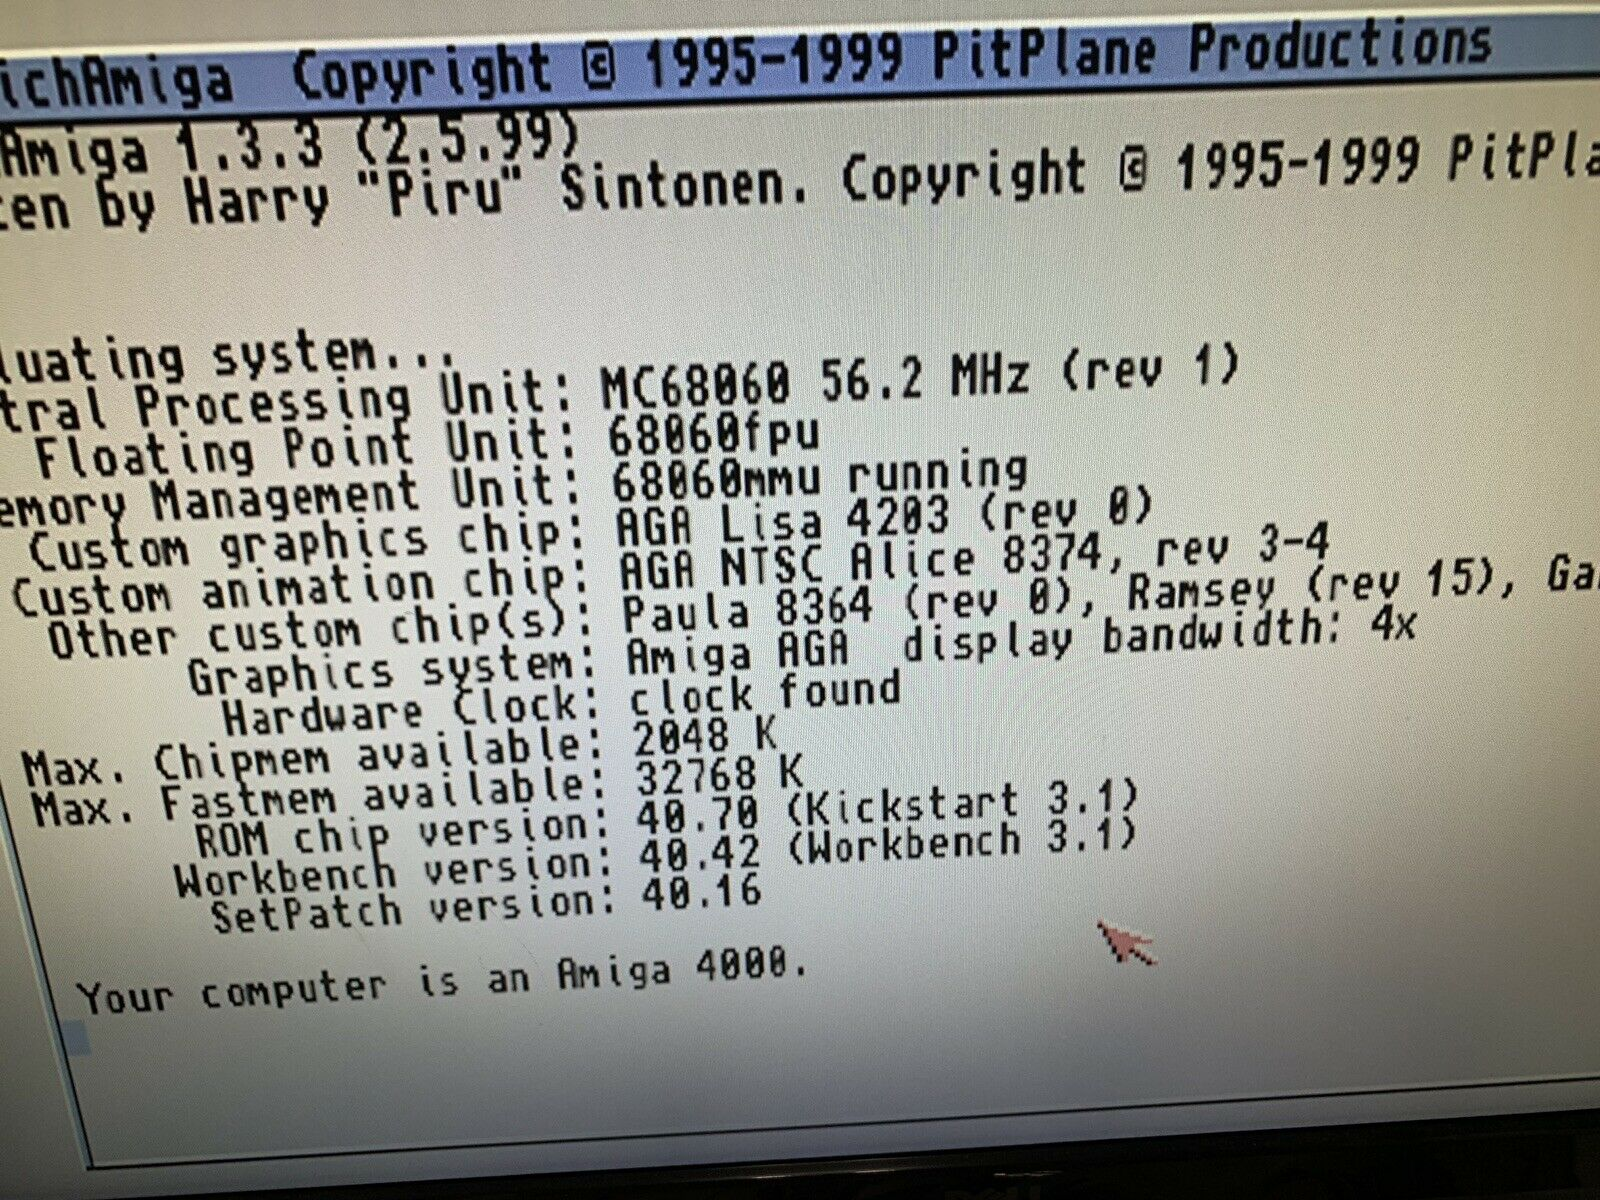 ichAmiga Copyright © 1995-1999 PitPlane Productions
Amiga 1.3.3 (2.5.99)
ten by Harry "Piru" Sintonen. Copyright © 1995-1999 PitPla
luating system...
tral Processing Unit: MC68060 56.2 MHz (rev 1)
Floating Point Unit: 68060fpu
emory Management Unit: 68060mmu running
Custom graphics chip: AGA Lisa 4203 (rev 0)
Custom animation chip: AGA NTSC Alice 8374, rev 3-4
Other custom chip(s): Paula 8364 (rev 0), Ramsey (rev 15), Ga
Graphics system: Amiga AGA display bandwidth: 4x
Hardware Clock: clock found
Max. Chipmem available: 2048 K
Max. Fastmem available: 32768 K
ROM chip version: 40.70 (Kickstart 3.1)
Workbench version: 40.42 (Workbench 3.1)
SetPatch version: 40.16
Your computer is an Amiga 4000.